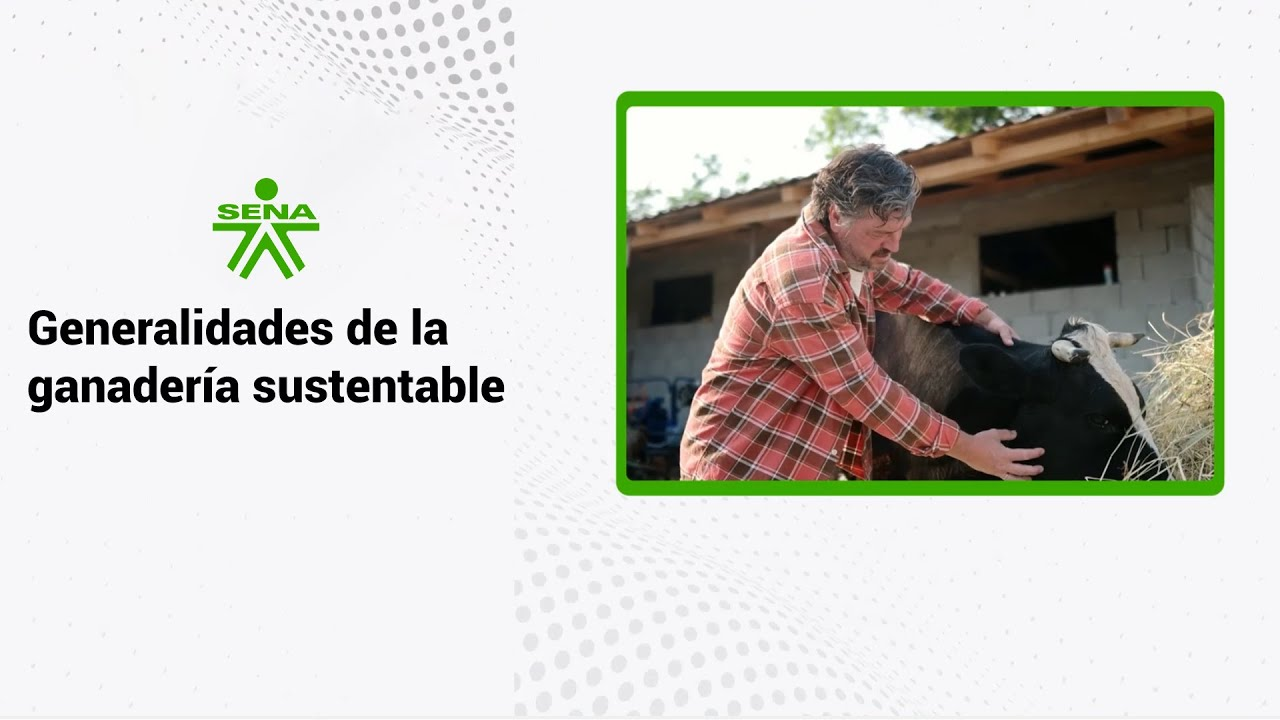 SENA
Generalidades de la
ganadería sustentable